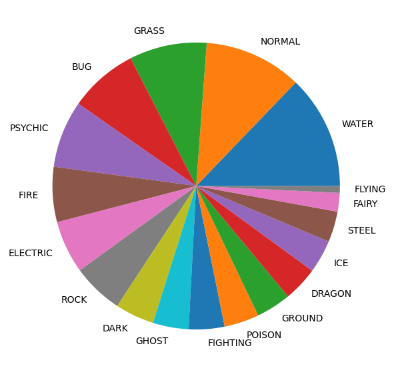 GRASS
NORMAL
BUG
WATER
PSYCHIC
FLYING
FIRE
FAIRY
STEEL
ELECTRIC
ICE
ROCK
DRAGON
GROUND
DARK
POISON
GHOST
FIGHTING